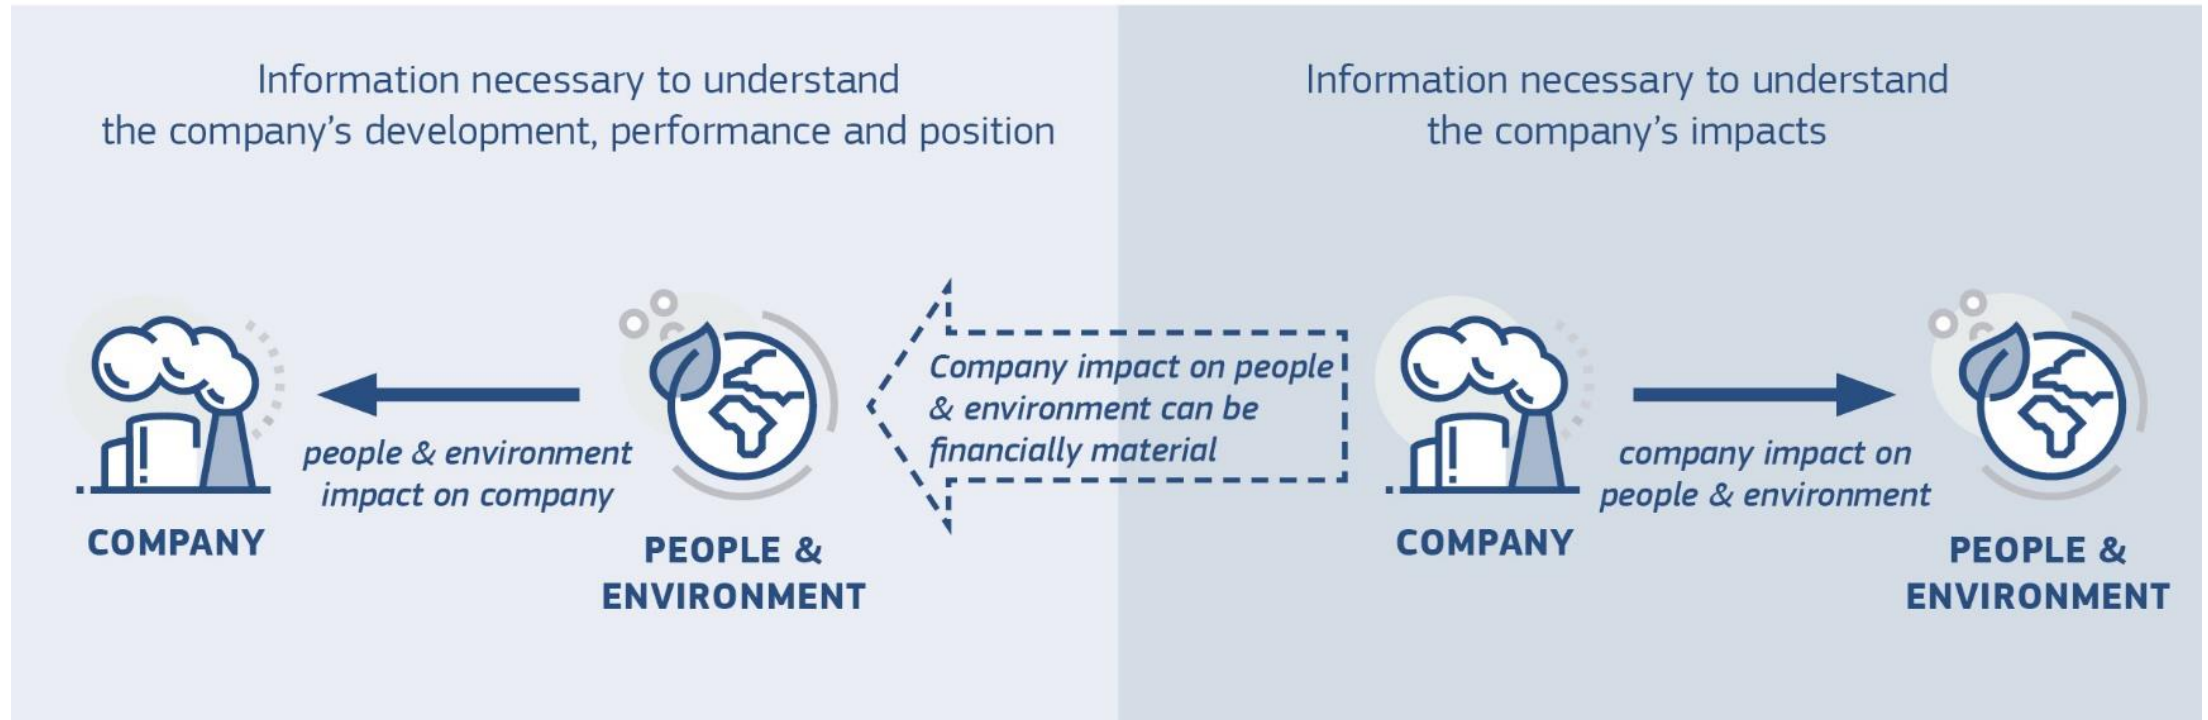 Information necessary to understand
the company's development, performance and position
people & environment
impact on company
COMPANY
PEOPLE &
ENVIRONMENT
Company impact on people
& environment can be
financially material
Information necessary to understand
the company's impacts
company impact on
people & environment
COMPANY
PEOPLE &
ENVIRONMENT